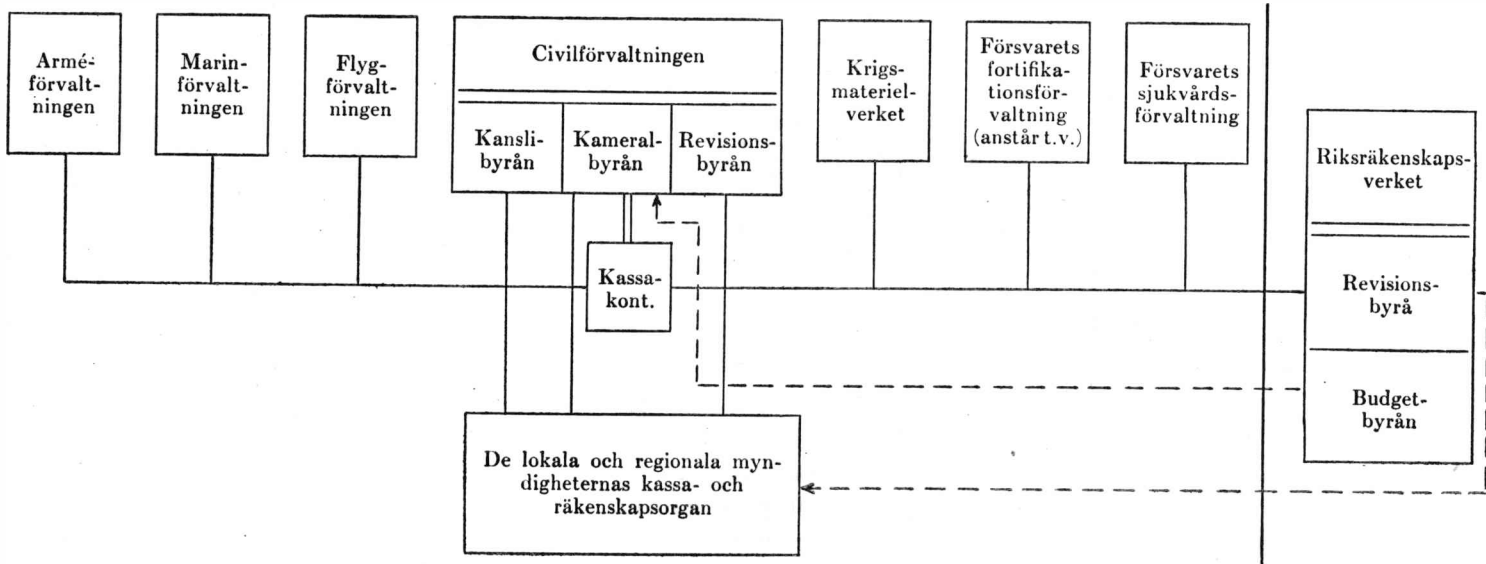 Armé-
förvalt-
ningen
Marin-
förvalt-
ningen
Flyg-
förvalt-
ningen
Civilförvaltningen
Kansli-
byrån
Kameral-
byrån
Revisions-
byrån
Krigs-
materiel-
verket
Försvarets
fortifika-
tionsför-
valtning
(anstår t.v.)
Försvarets
sjukvårds-
förvaltning
Riksräkenskaps-
verket
Revisions-
byrå
Budget-
byrån
Kassa-
kont.
De lokala och regionala myn-
digheternas kassa- och
räkenskapsorgan